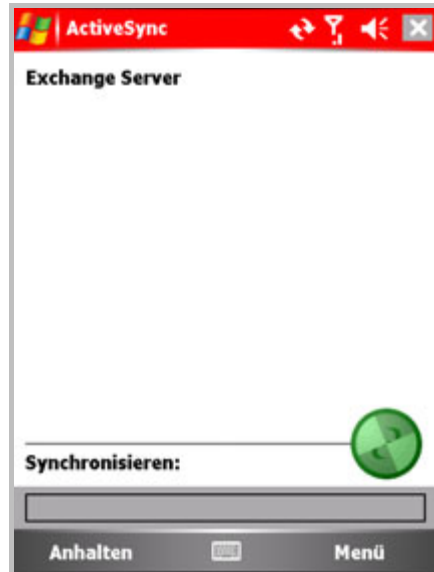 ActiveSync
Exchange Server
Synchronisieren:
Anhalten
Menü